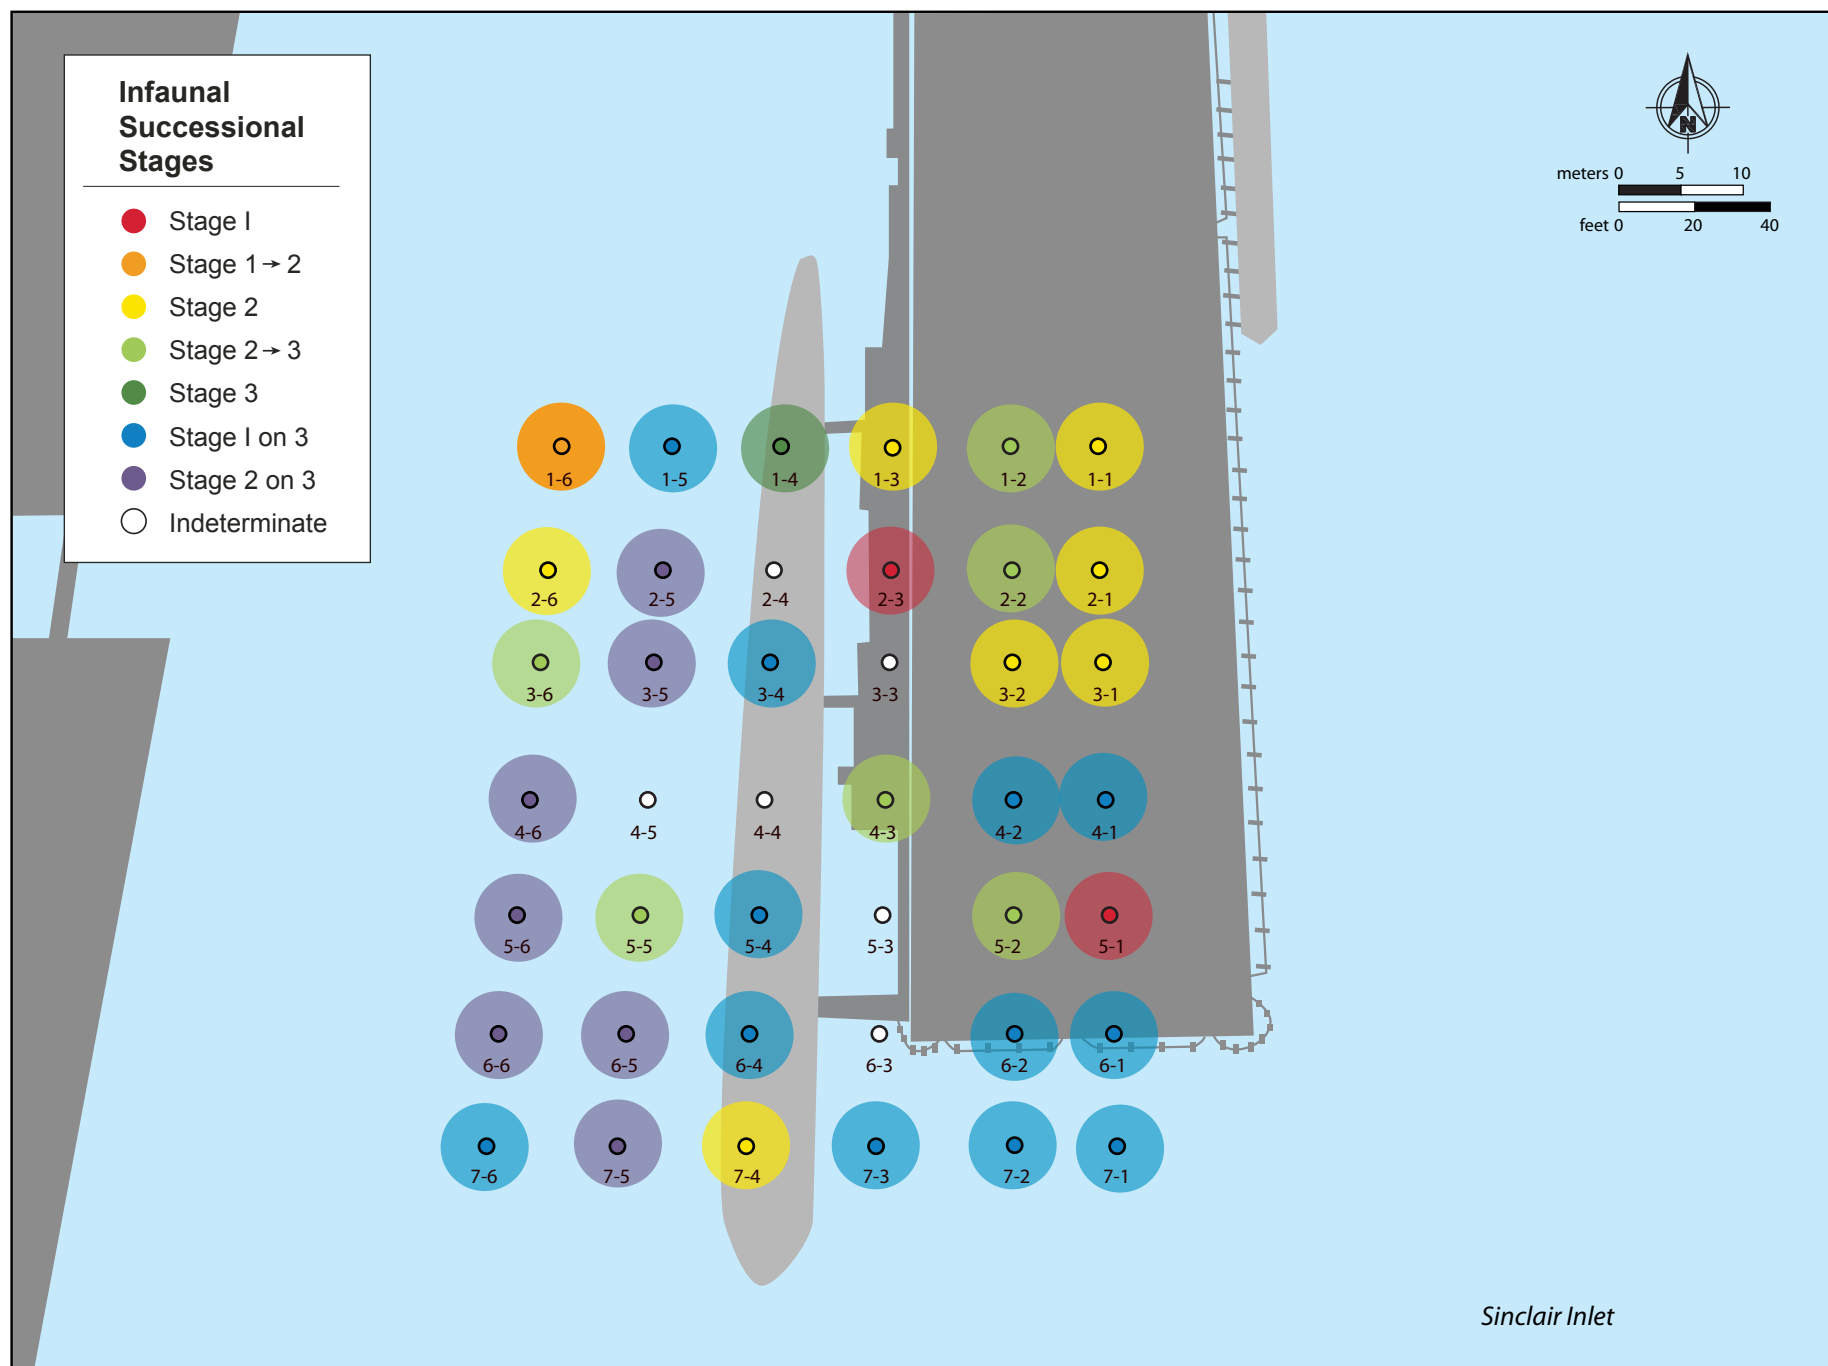 Infaunal
Successional
Stages
Stage I
Stage 1→2
Stage 2
Stage 2→3
Stage 3
Stage I on 3
Stage 2 on 3
Indeterminate
N
meters 0 5 10
feet 0 20 40
1-6 1-5 1-4 1-3 1-2 1-1
2-6 2-5 2-4 2-3 2-2 2-1
3-6 3-5 3-4 3-3 3-2 3-1
4-6 4-5 4-4 4-3 4-2 4-1
5-6 5-5 5-4 5-3 5-2 5-1
6-6 6-5 6-4 6-3 6-2 6-1
7-6 7-5 7-4 7-3 7-2 7-1
Sinclair Inlet